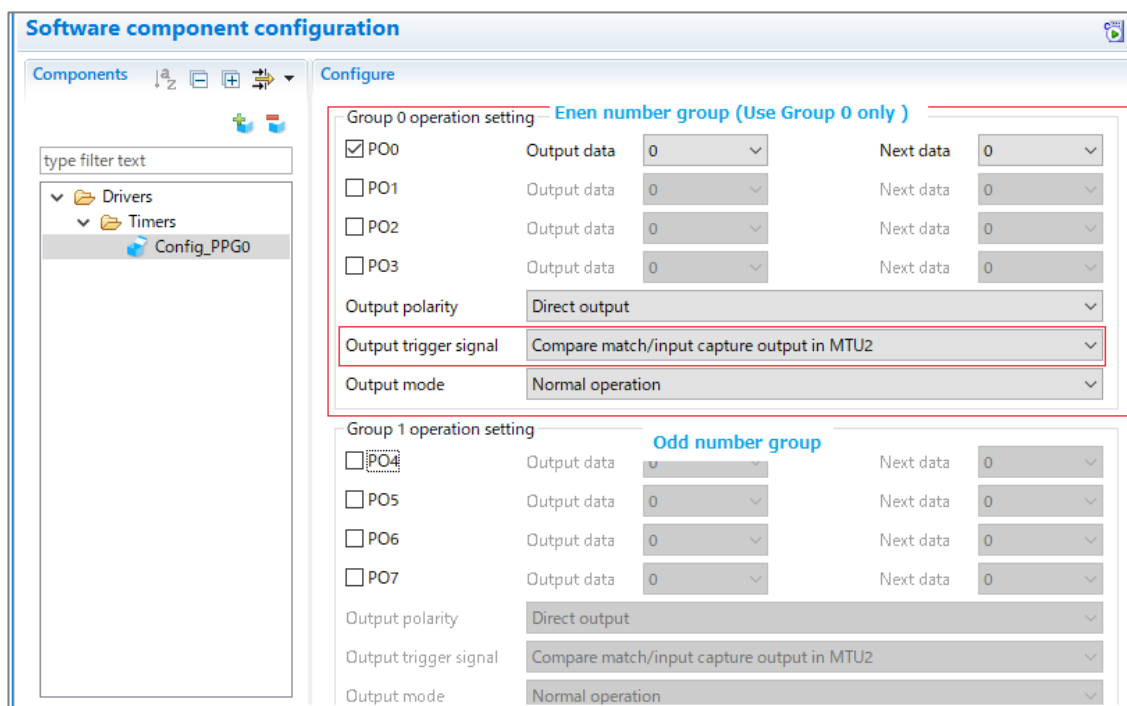 Software component configuration
Components
Configure
type filter text
Drivers
Timers
Config_PPG0
Group 0 operation setting Enen number group (Use Group 0 only )
PO0 Output data 0 Next data 0
PO1 Output data 0 Next data 0
PO2 Output data 0 Next data 0
PO3 Output data 0 Next data 0
Output polarity Direct output
Output trigger signal Compare match/input capture output in MTU2
Output mode Normal operation
Group 1 operation setting Odd number group
PO4 Output data 0 Next data 0
PO5 Output data 0 Next data 0
PO6 Output data 0 Next data 0
PO7 Output data 0 Next data 0
Output polarity Direct output
Output trigger signal Compare match/input capture output in MTU2
Output mode Normal operation